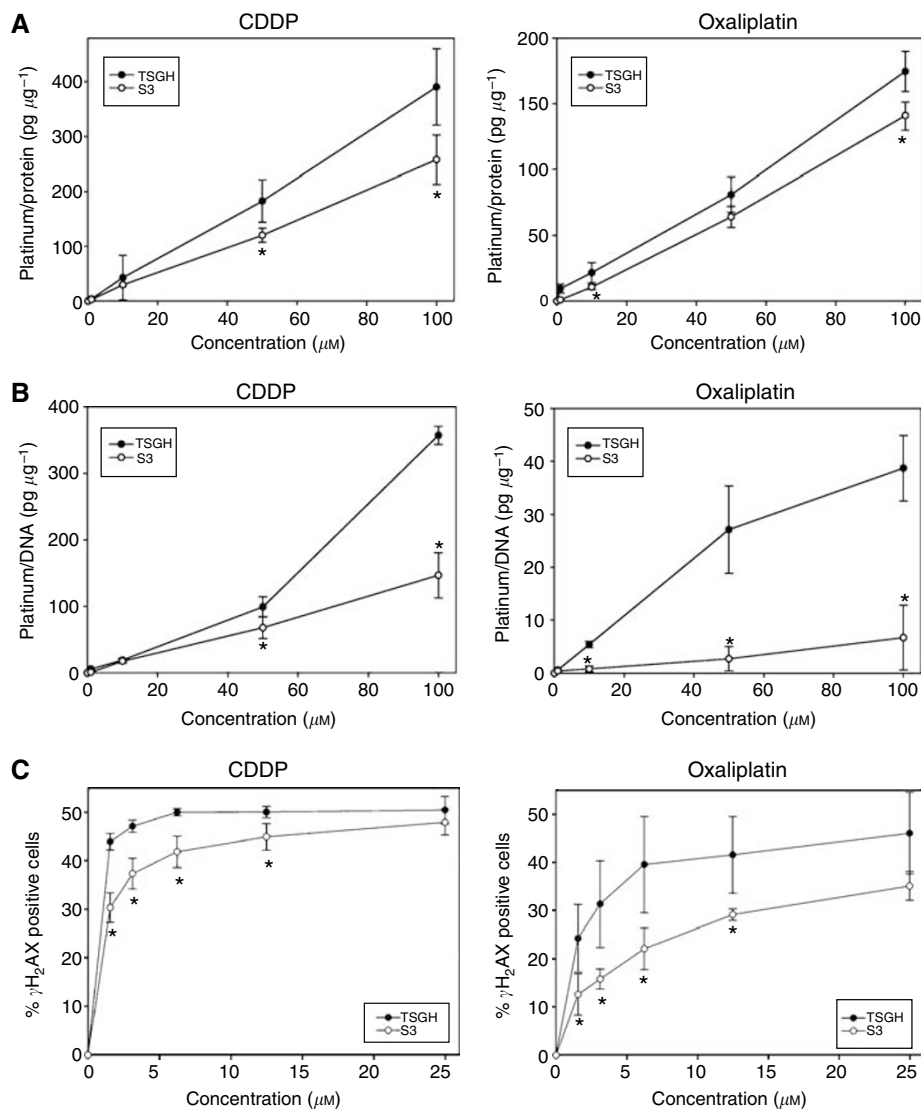 A
CDDP
Platinum/protein (pg μg⁻¹)
400
300
200
100
0
TSGH
S3
*
*
0 20 40 60 80 100
Concentration (μM)
Oxaliplatin
Platinum/protein (pg μg⁻¹)
200
150
100
50
0
TSGH
S3
*
*
0 20 40 60 80 100
Concentration (μM)
B
CDDP
Platinum/DNA (pg μg⁻¹)
400
300
200
100
0
TSGH
S3
*
*
0 20 40 60 80 100
Concentration (μM)
Oxaliplatin
Platinum/DNA (pg μg⁻¹)
50
40
30
20
10
0
TSGH
S3
*
*
*
0 20 40 60 80 100
Concentration (μM)
C
CDDP
% γH₂AX positive cells
50
40
30
20
10
0
*
*
*
*
TSGH
S3
0 5 10 15 20 25
Concentration (μM)
Oxaliplatin
% γH₂AX positive cells
50
40
30
20
10
0
*
*
*
*
TSGH
S3
0 5 10 15 20 25
Concentration (μM)